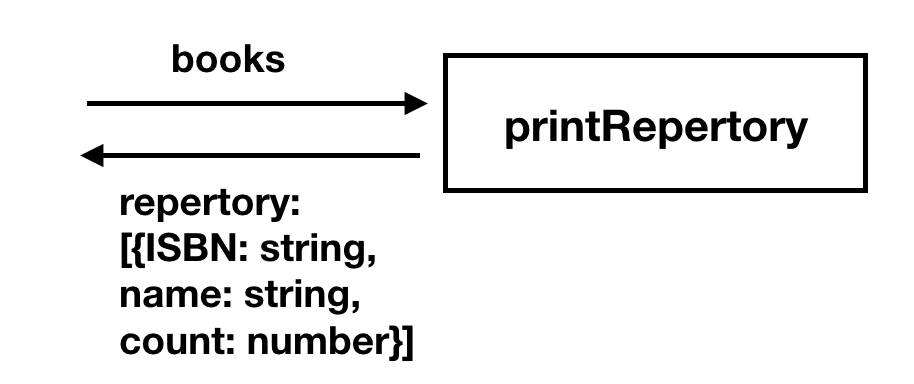 books
printRepertory
repertory:
[{ISBN: string,
name: string,
count: number}]